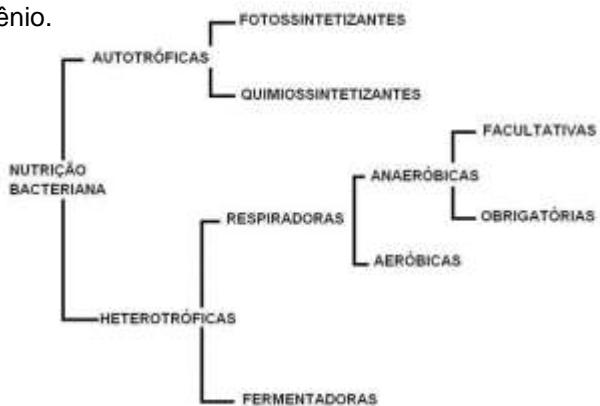 ênio.
FOTOSSINTETIZANTES
AUTOTRÓFICAS
QUIMIOSSINTETIZANTES
FACULTATIVAS
NUTRIÇÃO
BACTERIANA
ANAERÓBICAS
RESPIRADORAS
OBRIGATÓRIAS
AERÓBICAS
HETEROTRÓFICAS
FERMENTADORAS